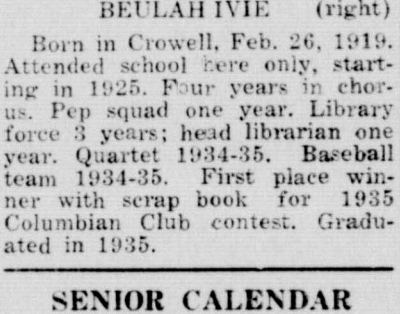 BEULAH IVIE (right)
Born in Crowell, Feb. 26, 1919.
Attended school here only, start-
ing in 1925. Four years in chor-
us. Pep squad one year. Library
force 3 years; head librarian one
year. Quartet 1934-35. Baseball
team 1934-35. First place win-
ner with scrap book for 1935
Columbian Club contest. Gradu-
ated in 1935.
SENIOR CALENDAR